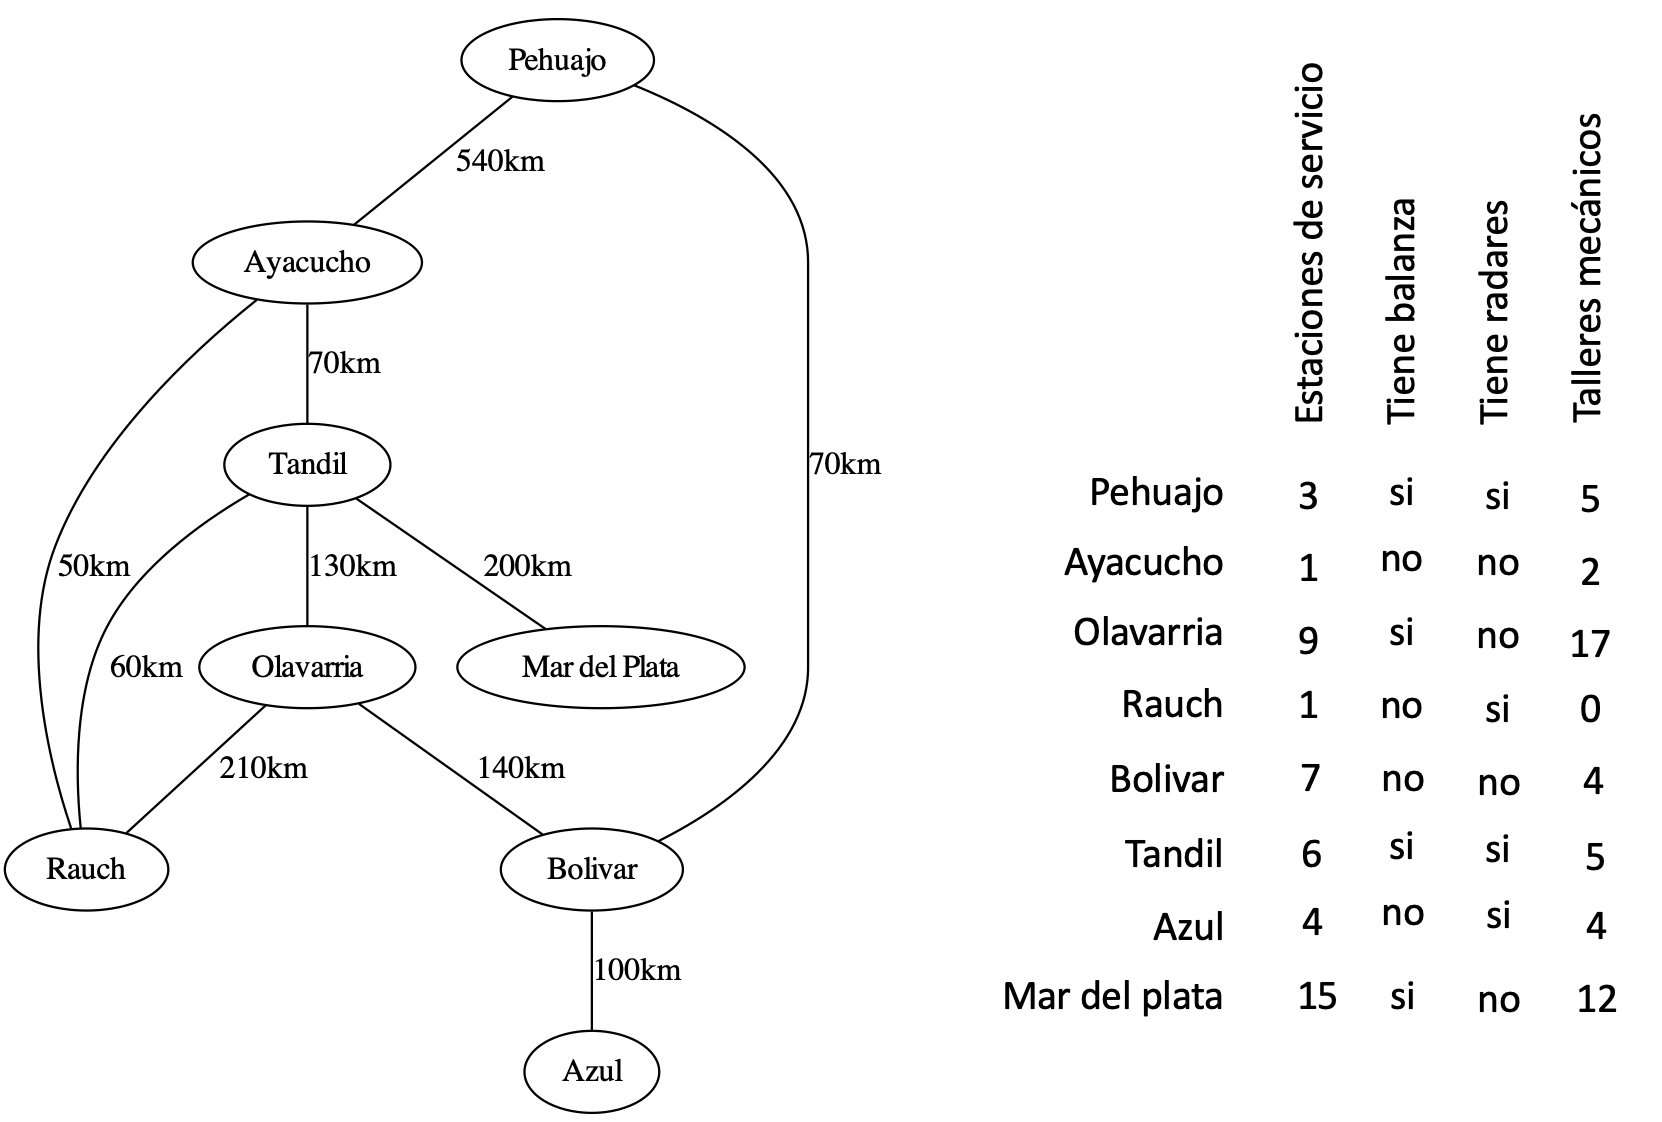 Pehuajo
540km
Ayacucho
70km
Tandil
70km
50km
130km
200km
60km
Olavarria
Mar del Plata
210km
140km
Rauch
Bolivar
100km
Azul
Estaciones de servicio
Tiene balanza
Tiene radares
Talleres mecánicos
Pehuajo 3 si si 5
Ayacucho 1 no no 2
Olavarria 9 si no 17
Rauch 1 no si 0
Bolivar 7 no no 4
Tandil 6 si si 5
Azul 4 no si 4
Mar del plata 15 si no 12